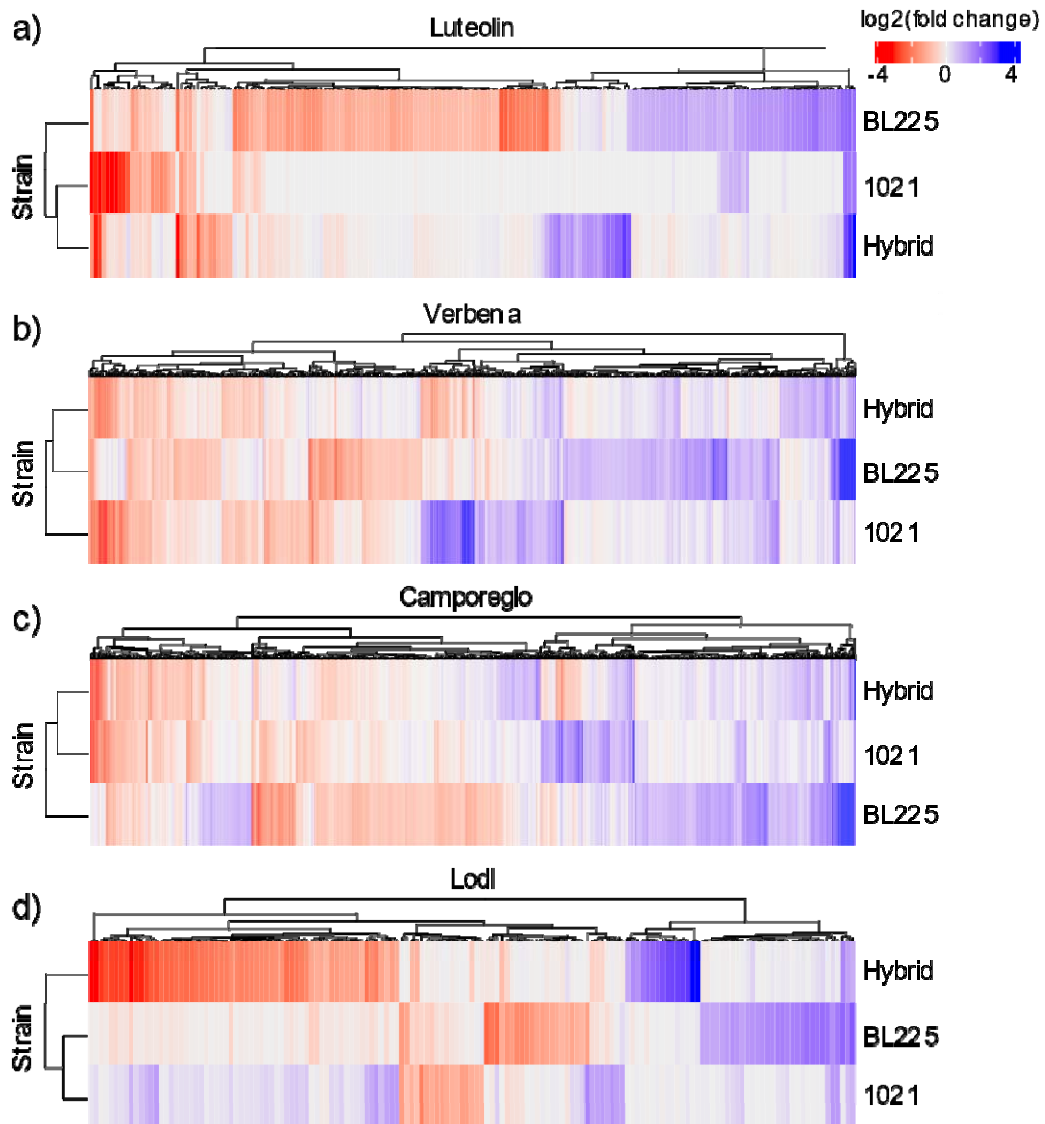 a)
Luteolin
log2(fold change)
-4 0 4
BL225
1021
Hybrid
Strain
b)
Verbena
Hybrid
BL225
1021
Strain
c)
Camporeglo
Hybrid
1021
BL225
Strain
d)
Lodl
Hybrid
BL225
1021
Strain